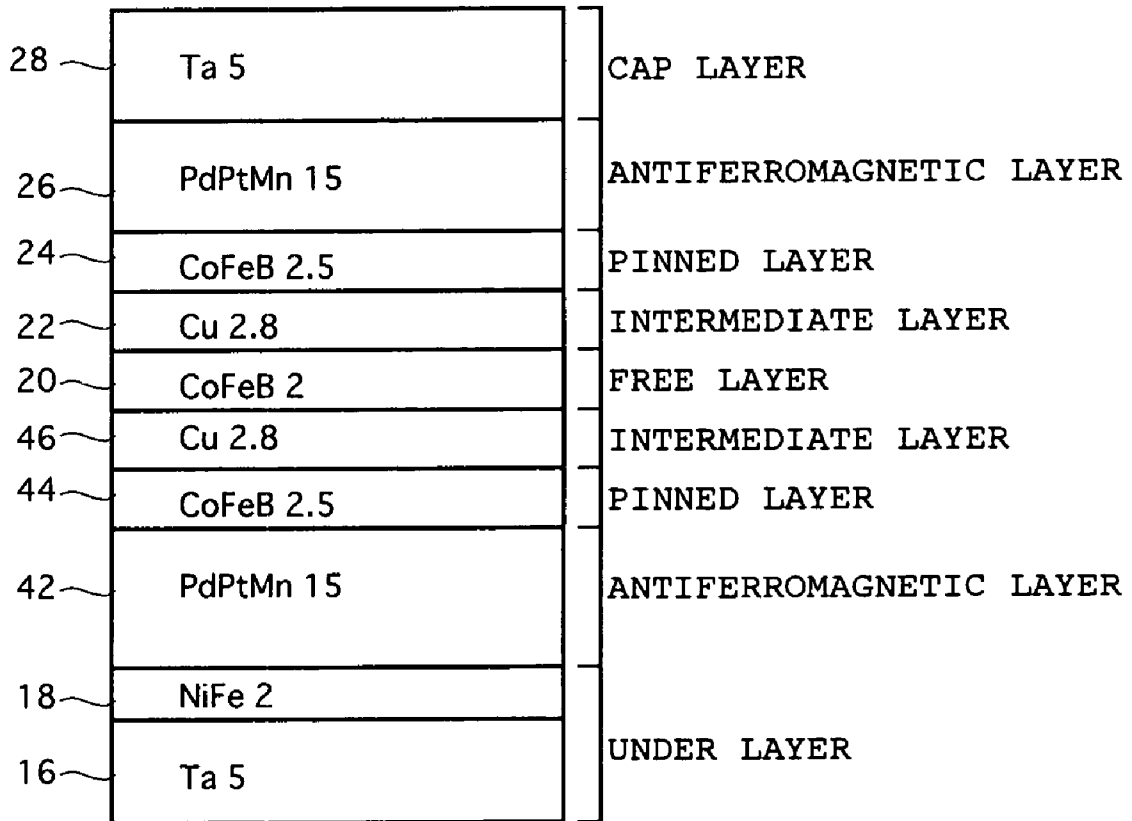 28 Ta 5 CAP LAYER
26 PdPtMn 15 ANTIFERROMAGNETIC LAYER
24 CoFeB 2.5 PINNED LAYER
22 Cu 2.8 INTERMEDIATE LAYER
20 CoFeB 2 FREE LAYER
46 Cu 2.8 INTERMEDIATE LAYER
44 CoFeB 2.5 PINNED LAYER
42 PdPtMn 15 ANTIFERROMAGNETIC LAYER
18 NiFe 2
UNDER LAYER
16 Ta 5